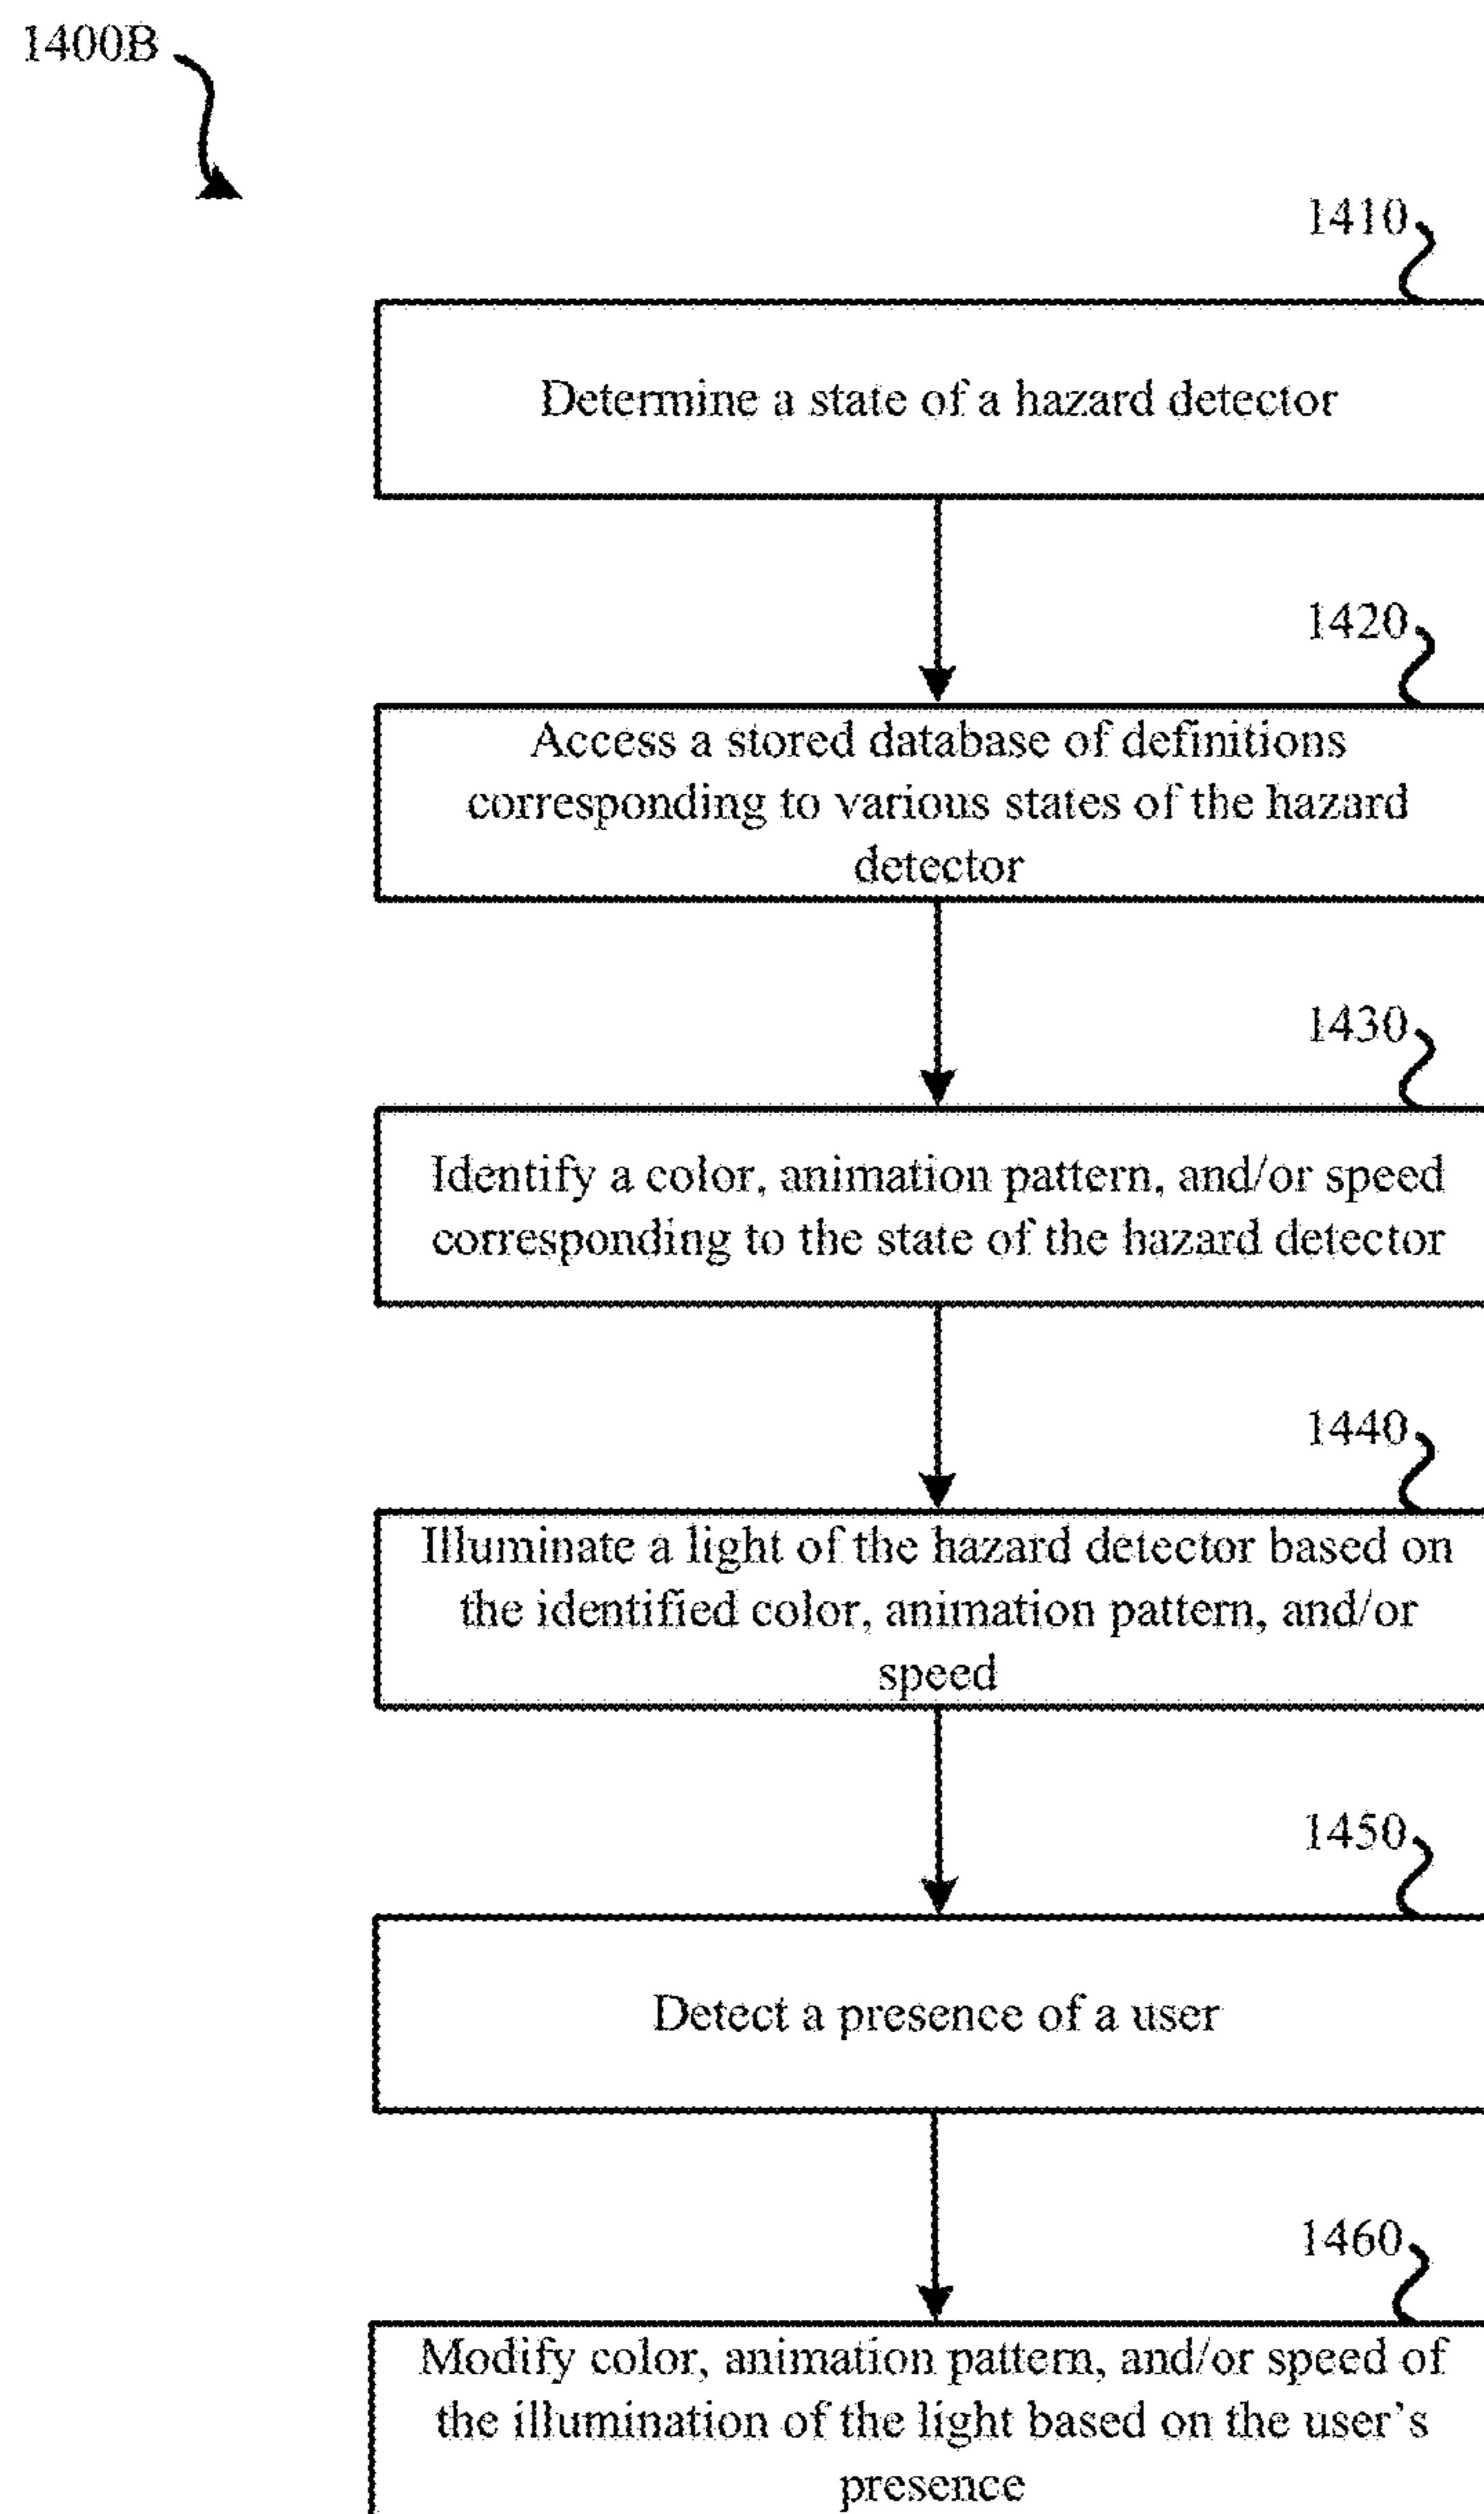 1400B
1410
Determine a state of a hazard detector
1420
Access a stored database of definitions
corresponding to various states of the hazard
detector
1430
Identify a color, animation pattern, and/or speed
corresponding to the state of the hazard detector
1440
Illuminate a light of the hazard detector based on
the identified color, animation pattern, and/or
speed
1450
Detect a presence of a user
1460
Modify color, animation pattern, and/or speed of
the illumination of the light based on the user's
presence